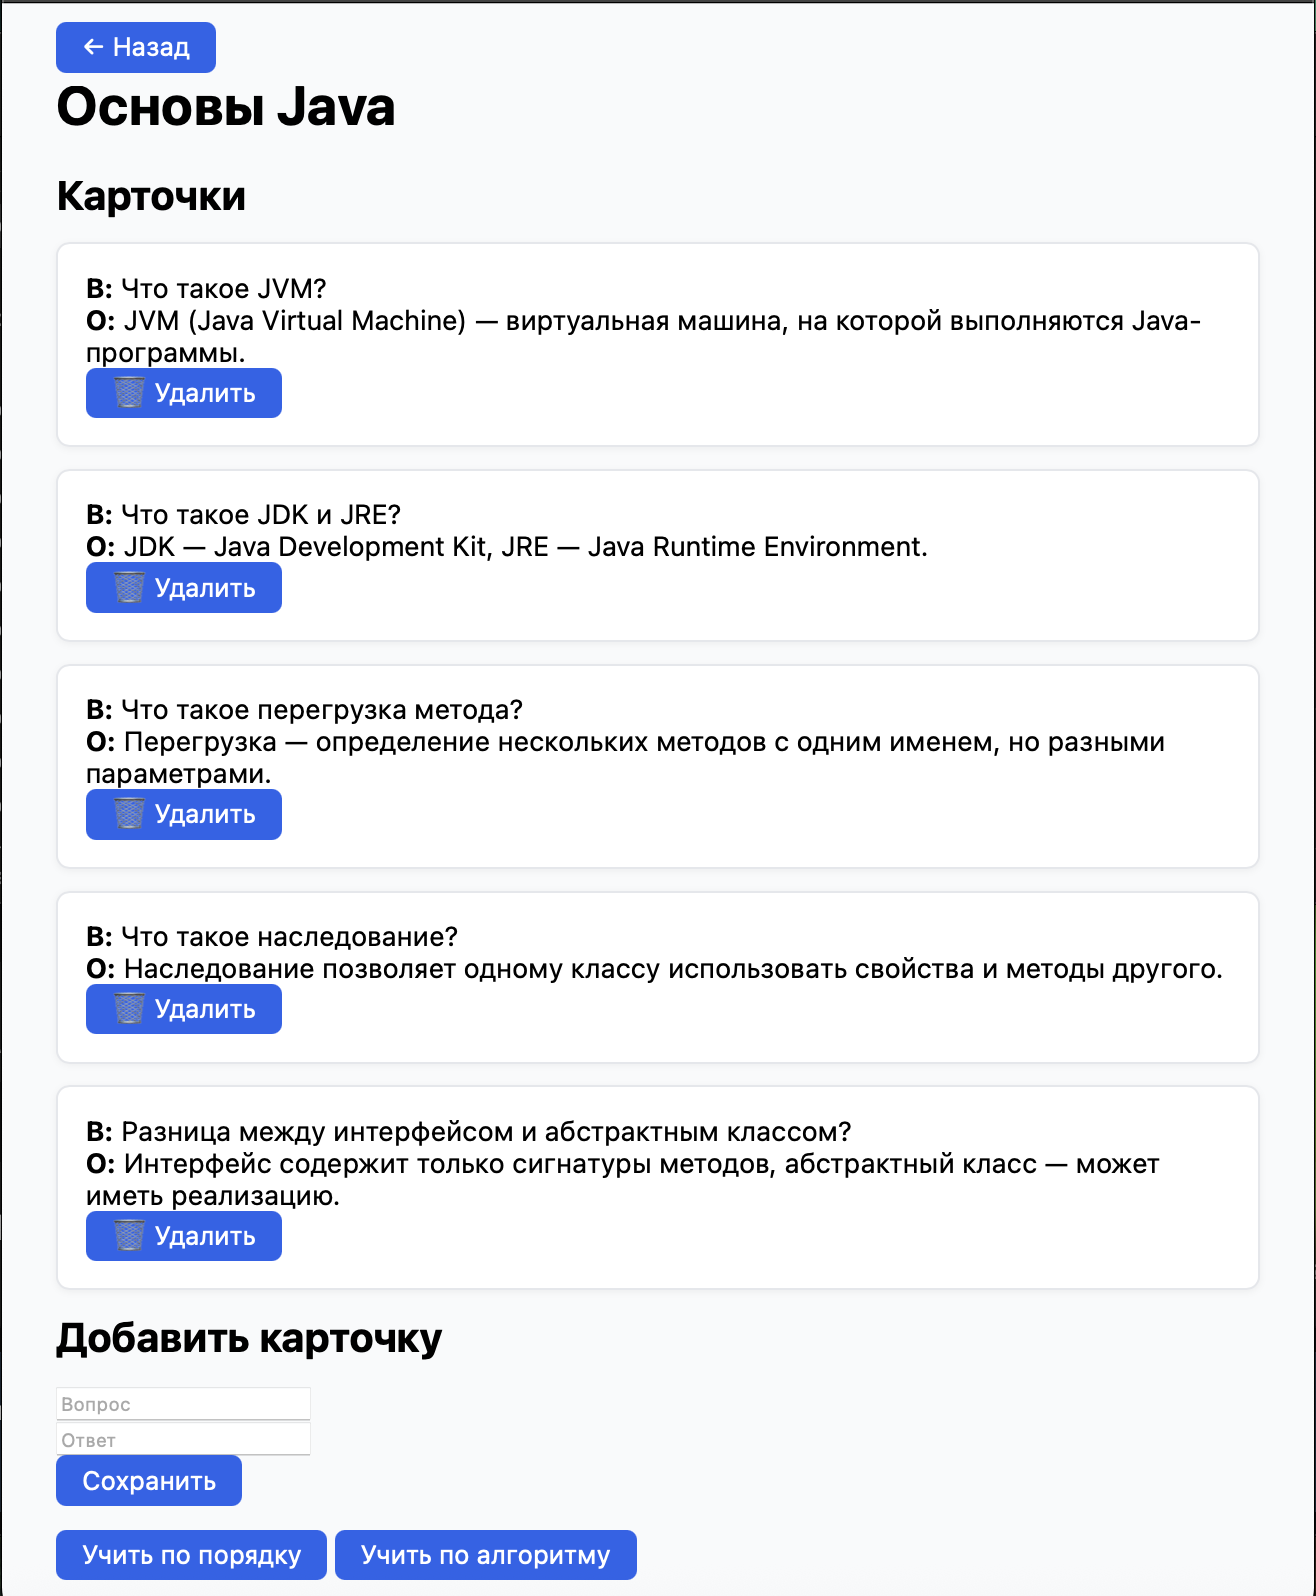 ← Назад
Основы Java
Карточки
В: Что такое JVM?
О: JVM (Java Virtual Machine) — виртуальная машина, на которой выполняются Java-
программы.
🗑️ Удалить
В: Что такое JDK и JRE?
О: JDK — Java Development Kit, JRE — Java Runtime Environment.
🗑️ Удалить
В: Что такое перегрузка метода?
О: Перегрузка — определение нескольких методов с одним именем, но разными
параметрами.
🗑️ Удалить
В: Что такое наследование?
О: Наследование позволяет одному классу использовать свойства и методы другого.
🗑️ Удалить
В: Разница между интерфейсом и абстрактным классом?
О: Интерфейс содержит только сигнатуры методов, абстрактный класс — может
иметь реализацию.
🗑️ Удалить
Добавить карточку
Вопрос
Ответ
Сохранить
Учить по порядку Учить по алгоритму